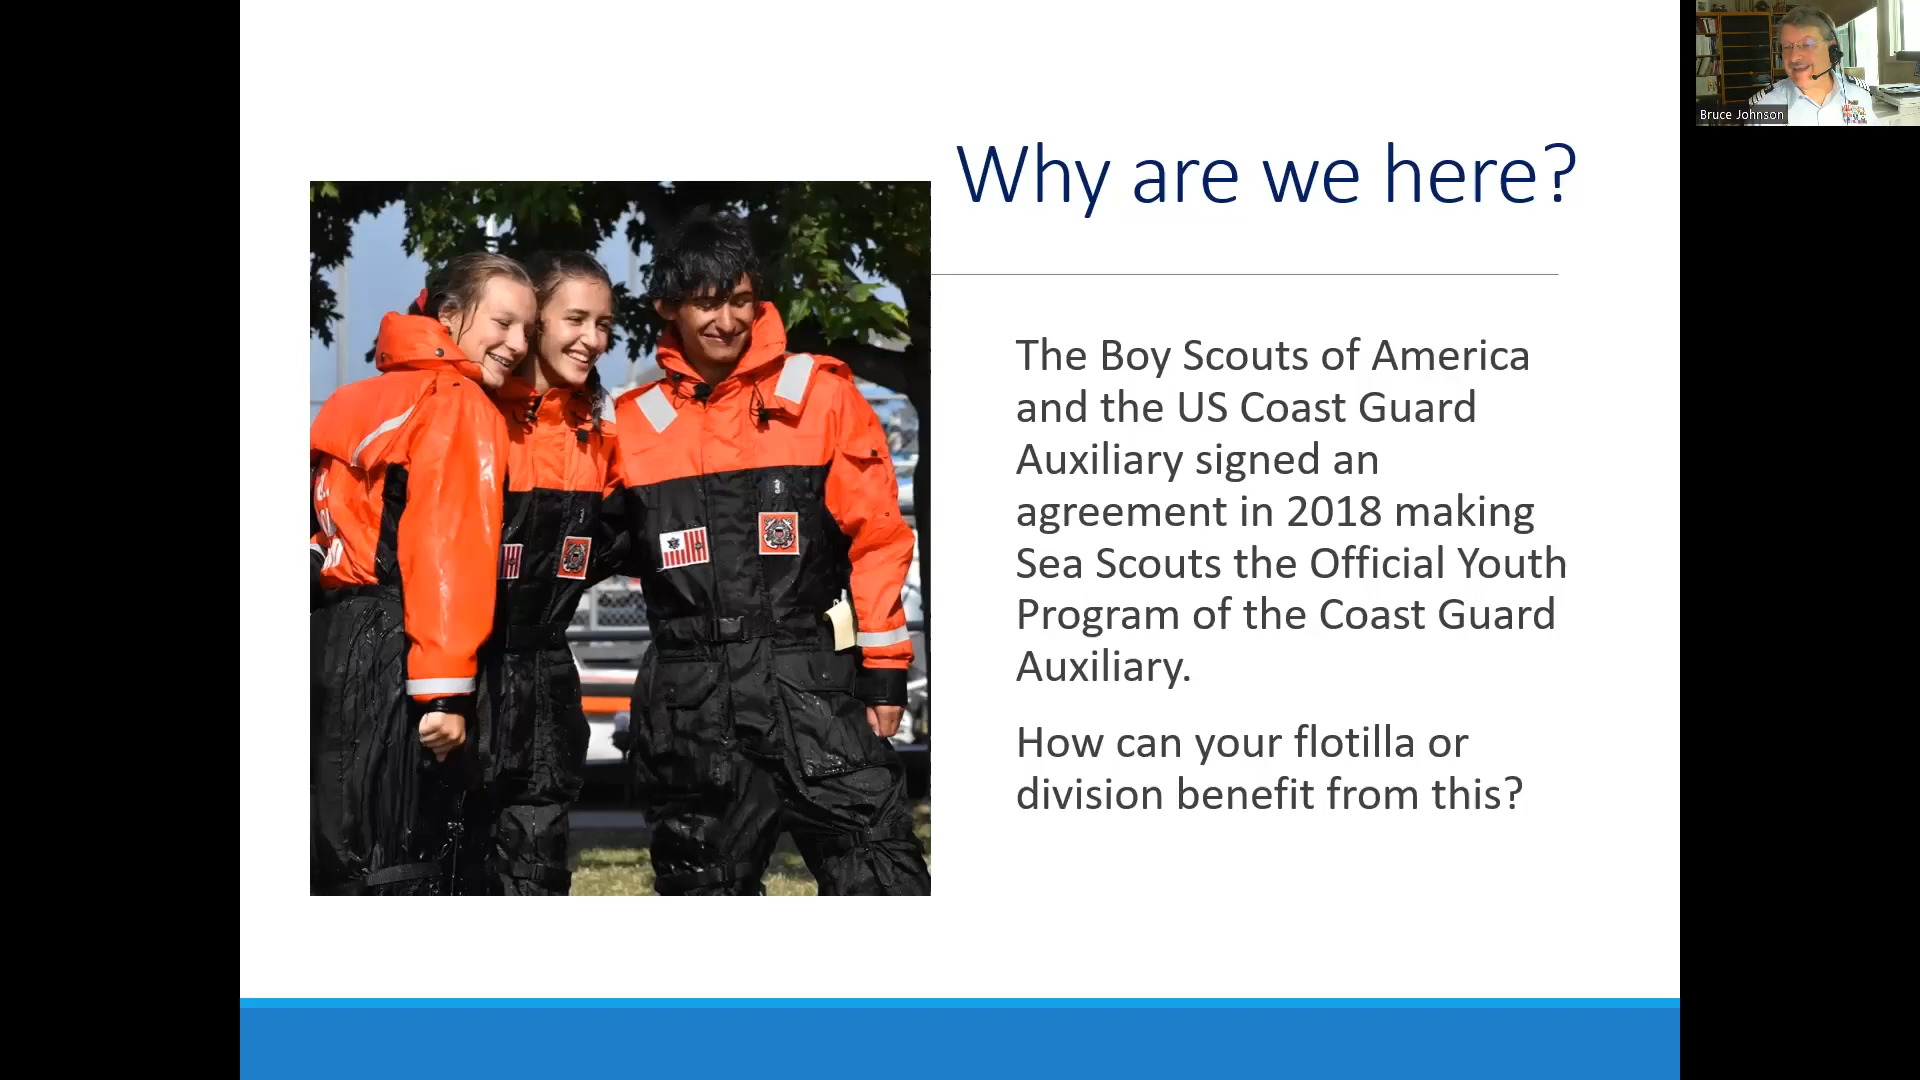 Bruce Johnson
Why are we here?
The Boy Scouts of America
and the US Coast Guard
Auxiliary signed an
agreement in 2018 making
Sea Scouts the Official Youth
Program of the Coast Guard
Auxiliary.
How can your flotilla or
division benefit from this?